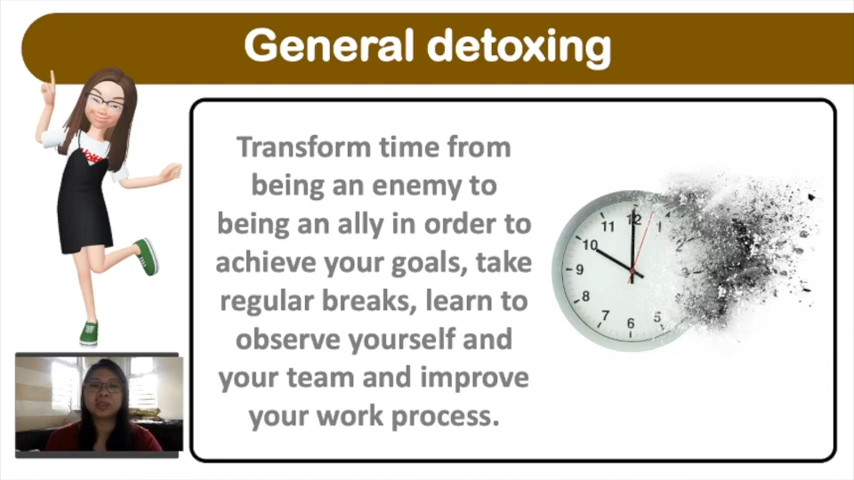 General detoxing
Transform time from
being an enemy to
being an ally in order to
achieve your goals, take
regular breaks, learn to
observe yourself and
your team and improve
your work process.
11
12
1
10
2
9
8
7
6
5